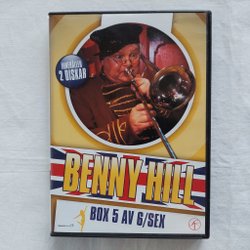 INNEHÅLLER
2 DISKAR
BENNY HILL
BOX 5 AV 6/SEX